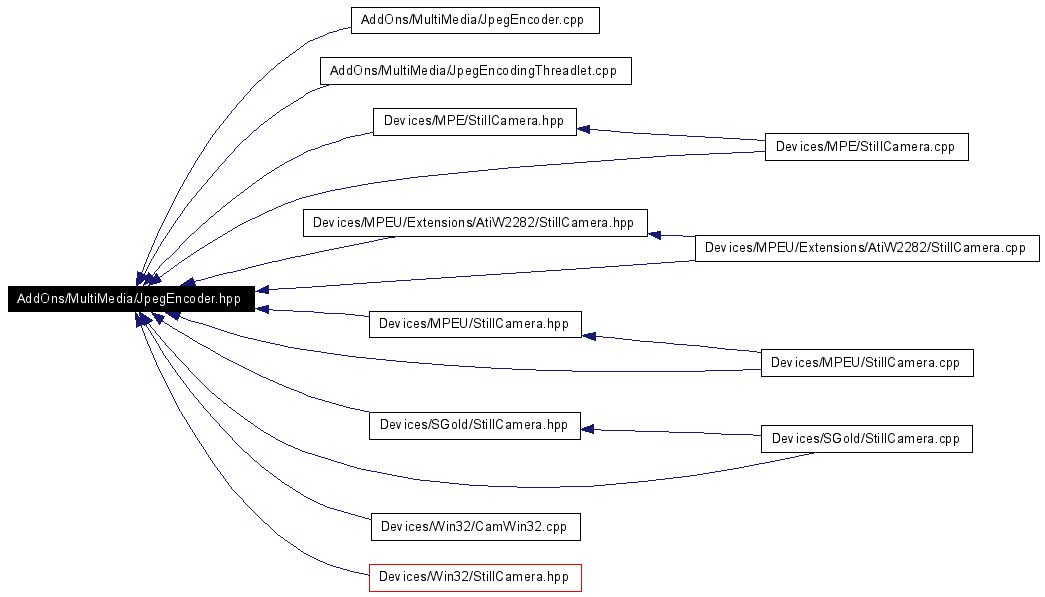 AddOns/MultiMedia/JpegEncoder.cpp
AddOns/MultiMedia/JpegEncodingThreadlet.cpp
Devices/MPE/StillCamera.hpp
Devices/MPE/StillCamera.cpp
Devices/MPEU/Extensions/AtiW2282/StillCamera.hpp
Devices/MPEU/Extensions/AtiW2282/StillCamera.cpp
AddOns/MultiMedia/JpegEncoder.hpp
Devices/MPEU/StillCamera.hpp
Devices/MPEU/StillCamera.cpp
Devices/SGold/StillCamera.hpp
Devices/SGold/StillCamera.cpp
Devices/Win32/CamWin32.cpp
Devices/Win32/StillCamera.hpp